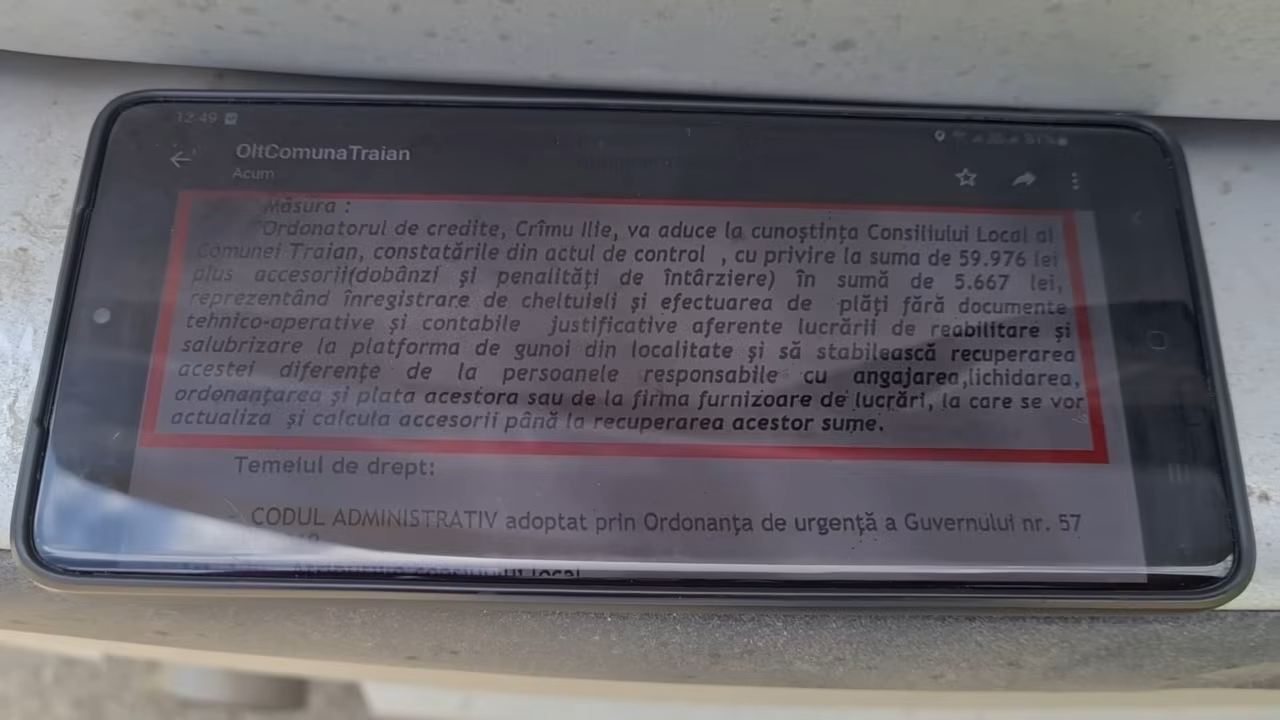 12:49
OltComunaTraian
Acum
Măsura :
Ordonatorul de credite, Crîmu Ilie, va aduce la cunoştinţa Consiliului Local al
Comunei Traian, constatările din actul de control , cu privire la suma de 59.976 lei
plus accesorii(dobânzi şi penalităţi de întârziere) în sumă de 5.667 lei,
reprezentând înregistrare de cheltuieli şi efectuarea de plăţi fără documente
tehnico-operative şi contabile justificative aferente lucrării de reabilitare şi
salubrizare la platforma de gunoi din localitate şi să stabilească recuperarea
acestei diferenţe de la persoanele responsabile cu angajarea,lichidarea,
ordonanţarea şi plata acestora sau de la firma furnizoare de lucrări, la care se vor
actualiza şi calcula accesorii până la recuperarea acestor sume.
Temeiul de drept:
CODUL ADMINISTRATIV adoptat prin Ordonanţa de urgenţă a Guvernului nr. 57